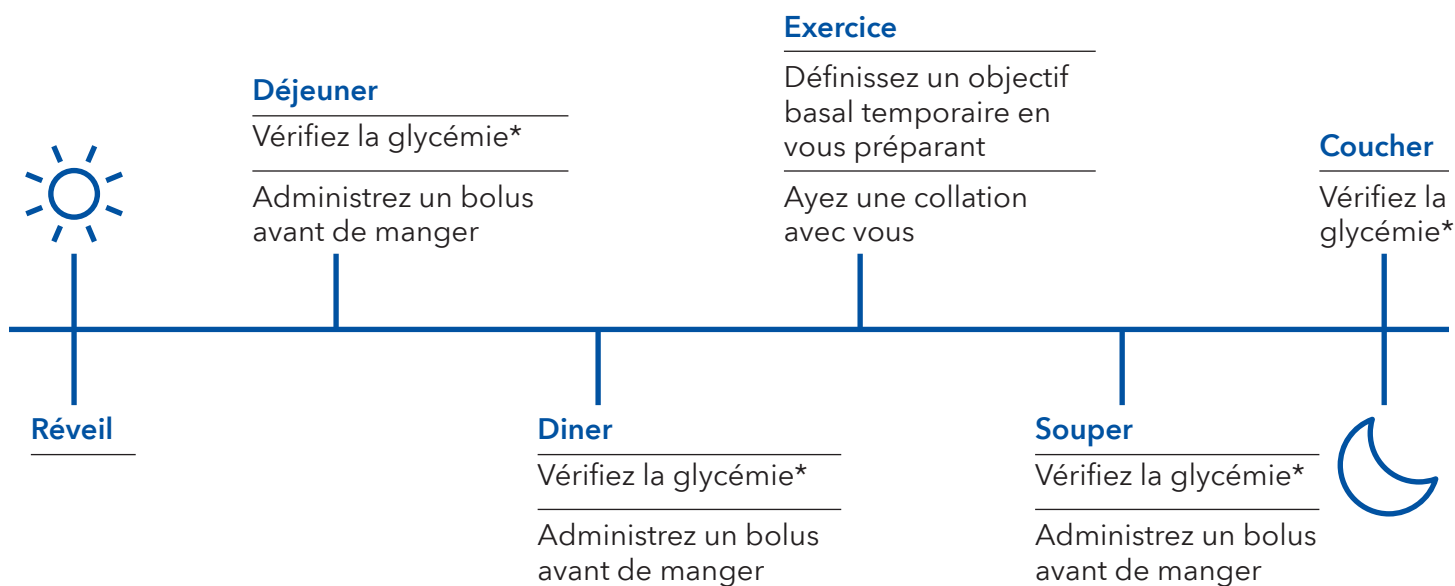 Réveil
Déjeuner
Vérifiez la glycémie*
Administrez un bolus
avant de manger
Diner
Vérifiez la glycémie*
Administrez un bolus
avant de manger
Exercice
Définissez un objectif
basal temporaire en
vous préparant
Ayez une collation
avec vous
Souper
Vérifiez la glycémie*
Administrez un bolus
avant de manger
Coucher
Vérifiez la
glycémie*